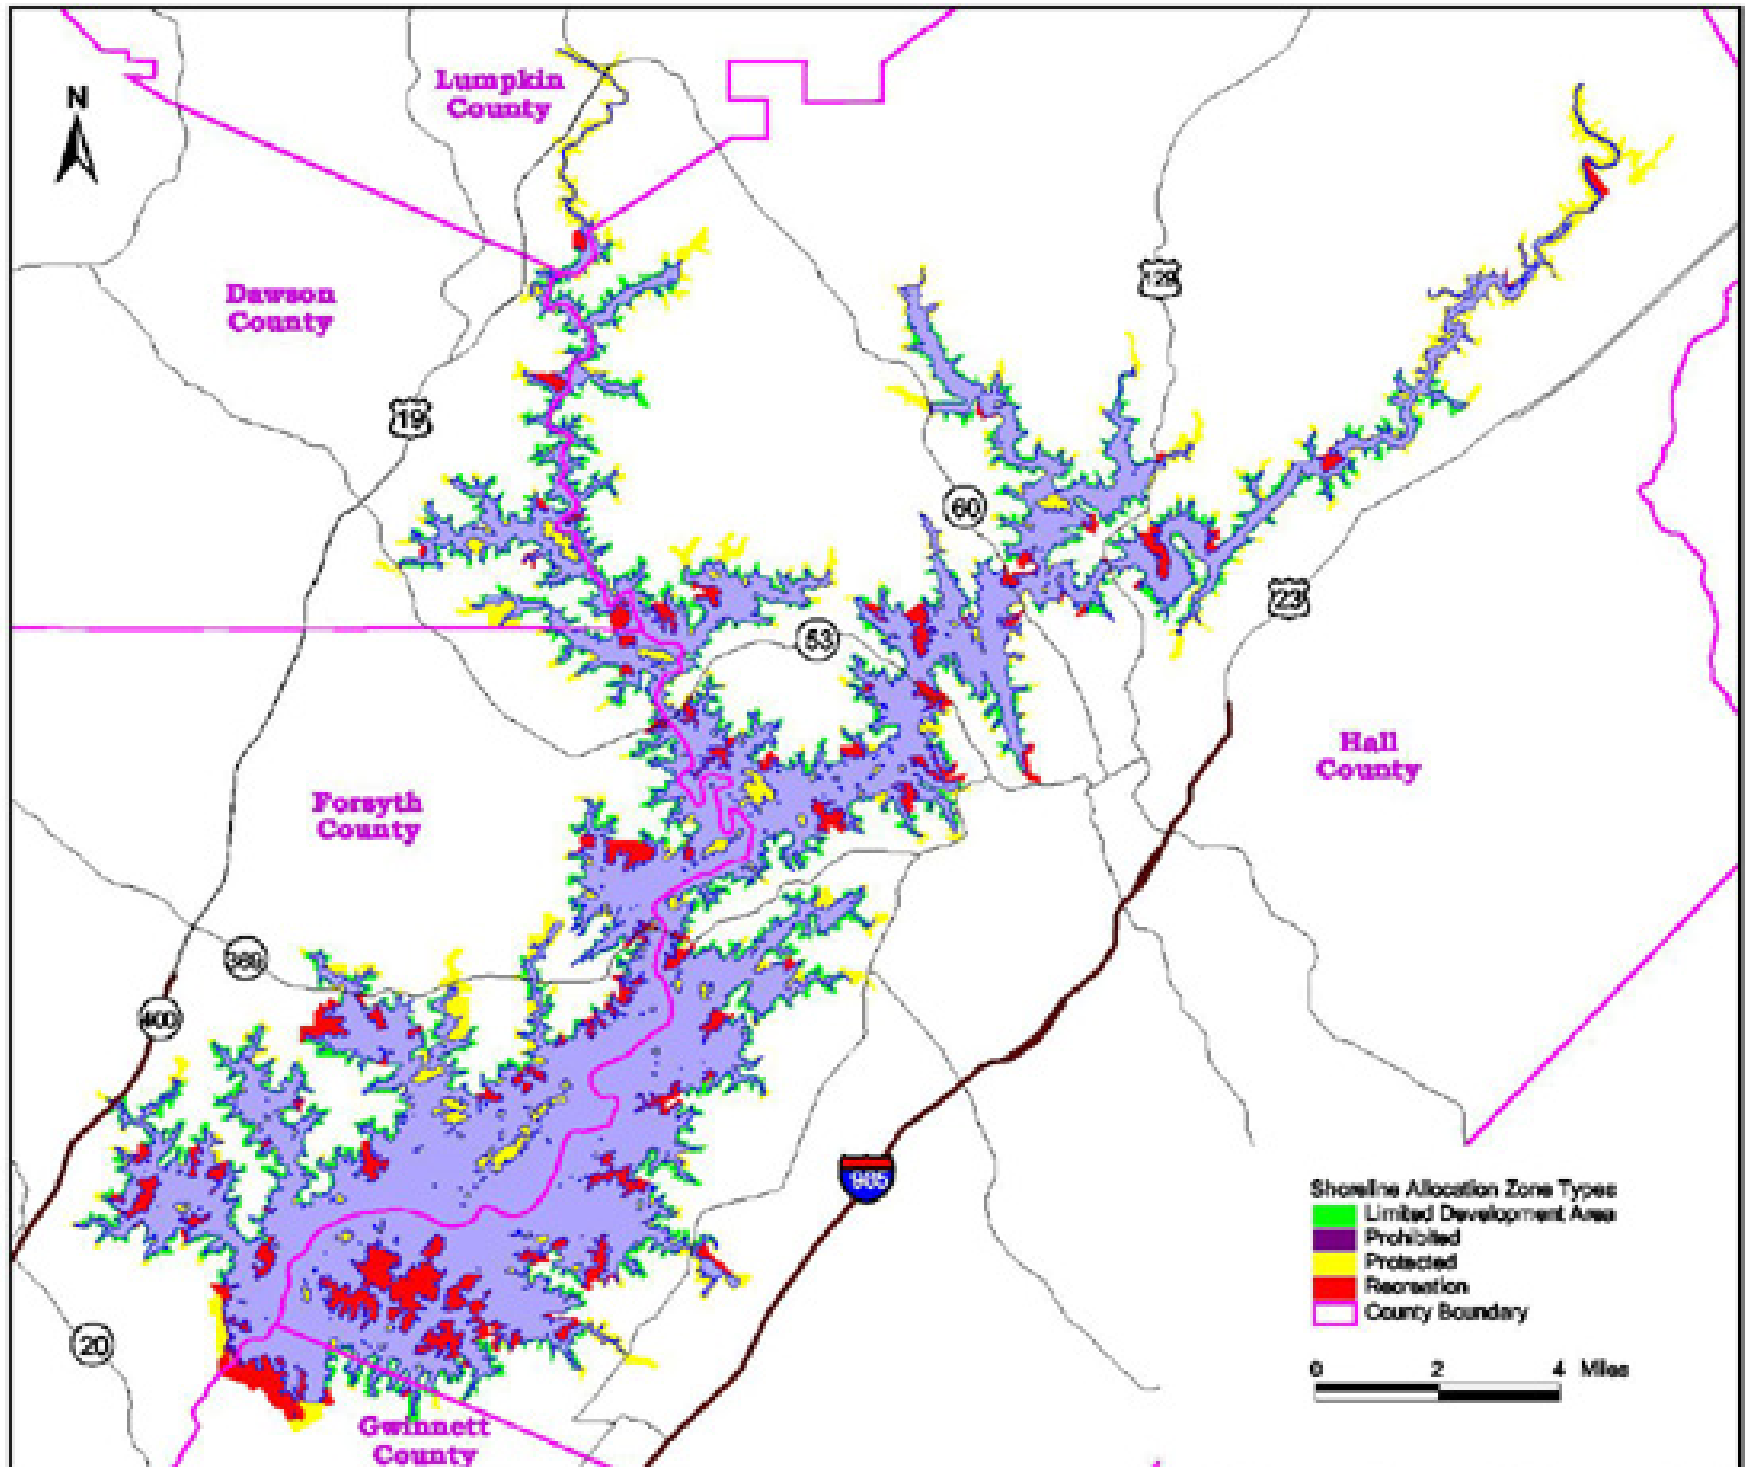 N
Lumpkin
County
129
Dawson
County
19
60
23
53
Hall
County
Forsyth
County
369
400
985
Shoreline Allocation Zone Types
Limited Development Area
Prohibited
Protected
Recreation
County Boundary
20
0 2 4 Miles
Gwinnett
County